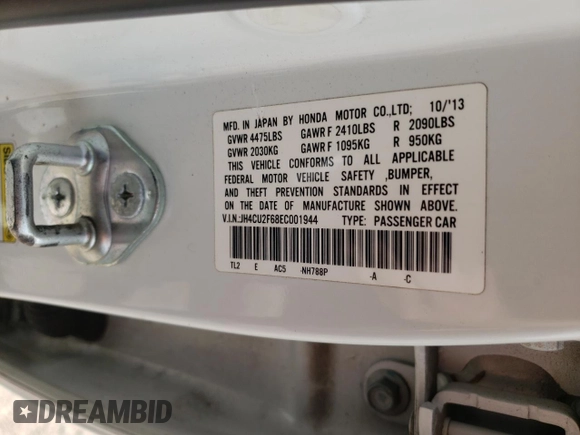 MFD. IN JAPAN BY HONDA MOTOR CO.,LTD; 10/'13
GVWR 4475LBS GAWR F 2410LBS R 2090LBS
GVWR 2030KG GAWR F 1095KG R 950KG
THIS VEHICLE CONFORMS TO ALL APPLICABLE
FEDERAL MOTOR VEHICLE SAFETY ,BUMPER,
AND THEFT PREVENTION STANDARDS IN EFFECT
ON THE DATE OF MANUFACTURE SHOWN ABOVE.
V.I.N.:JH4CU2F68EC001944 TYPE: PASSENGER CAR
TL2 E AC5 -NH788P -A -C
DREAMBID